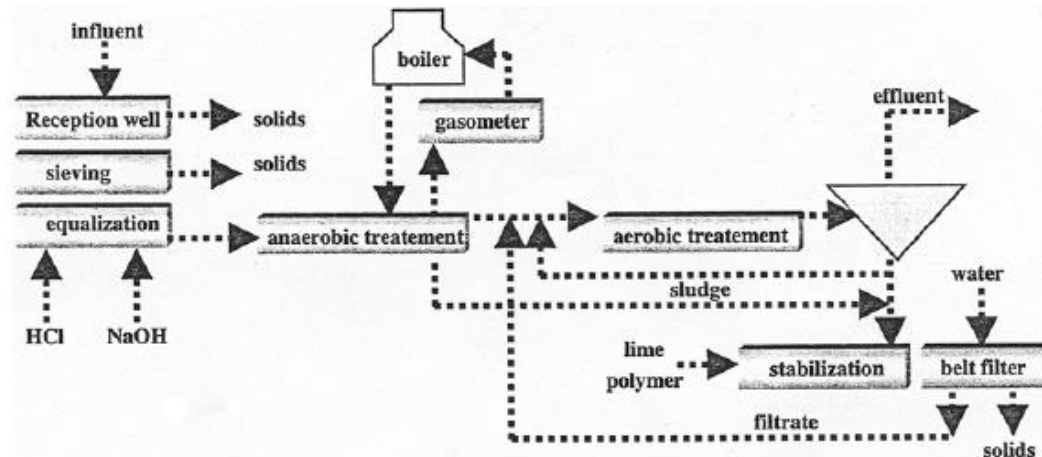 influent
boiler
effluent
Reception well
solids
gasometer
sieving
solids
equalization
anaerobic treatement
aerobic treatement
sludge
water
HCl
NaOH
lime
polymer
stabilization
belt filter
filtrate
solids